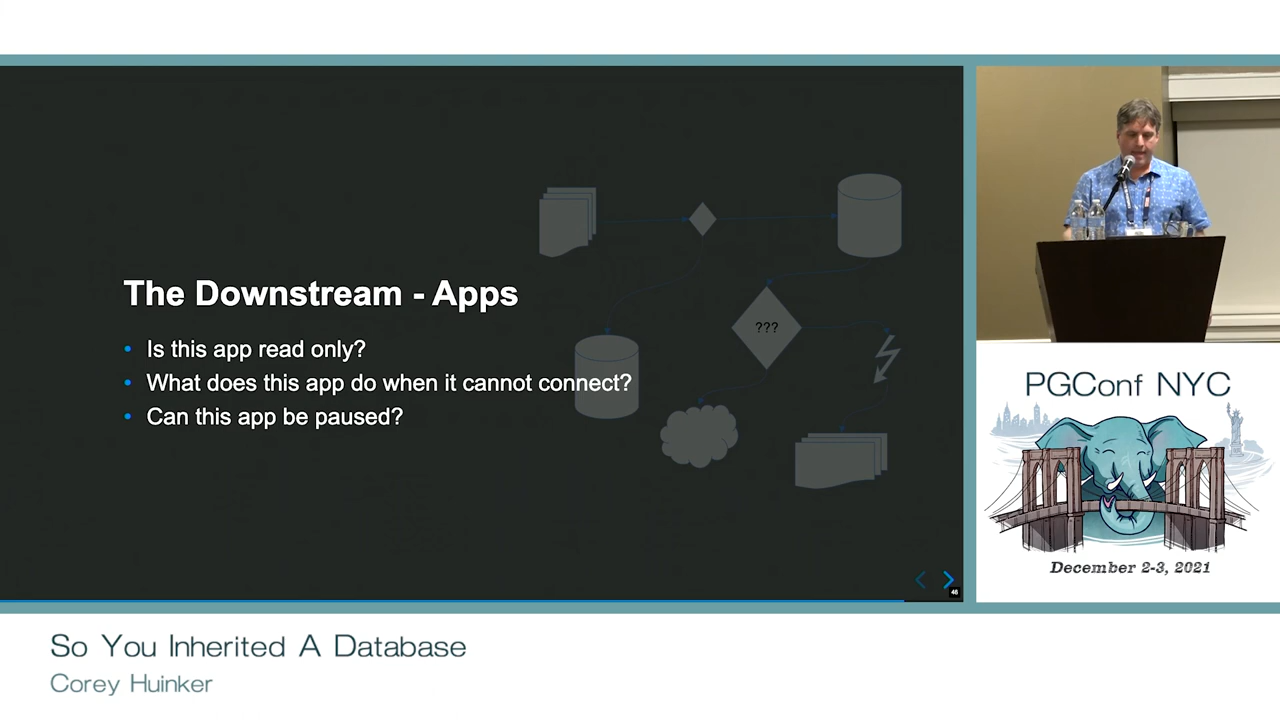 The Downstream - Apps
Is this app read only?
What does this app do when it cannot connect?
Can this app be paused?
???
46
PGConf NYC
December 2-3, 2021
So You Inherited A Database
Corey Huinker